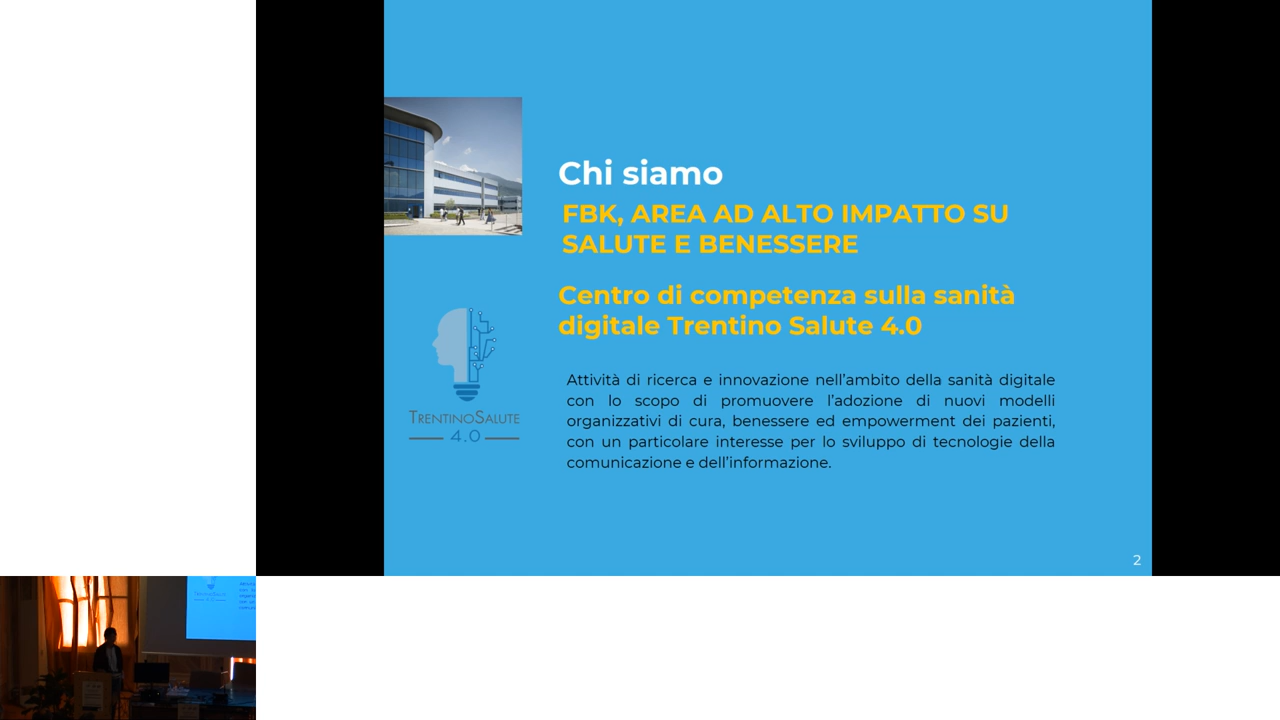 Chi siamo
FBK, AREA AD ALTO IMPATTO SU
SALUTE E BENESSERE
Centro di competenza sulla sanità
digitale Trentino Salute 4.0
TRENTINOSALUTE
4.0
Attività di ricerca e innovazione nell’ambito della sanità digitale
con lo scopo di promuovere l’adozione di nuovi modelli
organizzativi di cura, benessere ed empowerment dei pazienti,
con un particolare interesse per lo sviluppo di tecnologie della
comunicazione e dell’informazione.
2